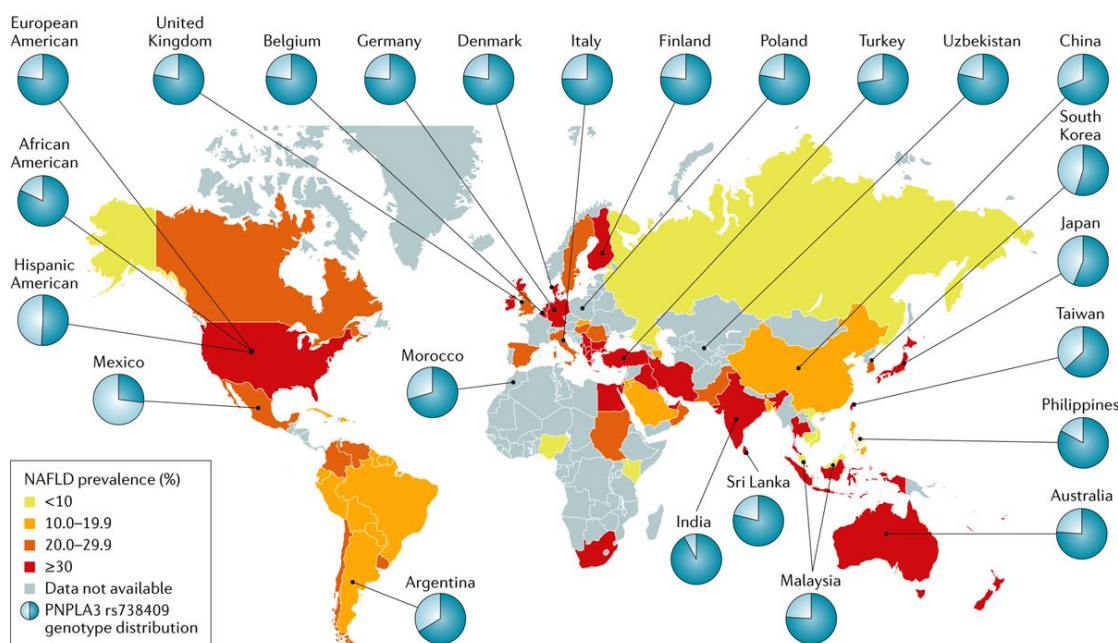 European
American
United
Kingdom
Belgium
Germany
Denmark
Italy
Finland
Poland
Turkey
Uzbekistan
China
African
American
South
Korea
Hispanic
American
Japan
Mexico
Morocco
Taiwan
Philippines
NAFLD prevalence (%)
<10
10.0–19.9
20.0–29.9
≥30
Data not available
PNPLA3 rs738409
genotype distribution
Argentina
India
Sri Lanka
Malaysia
Australia